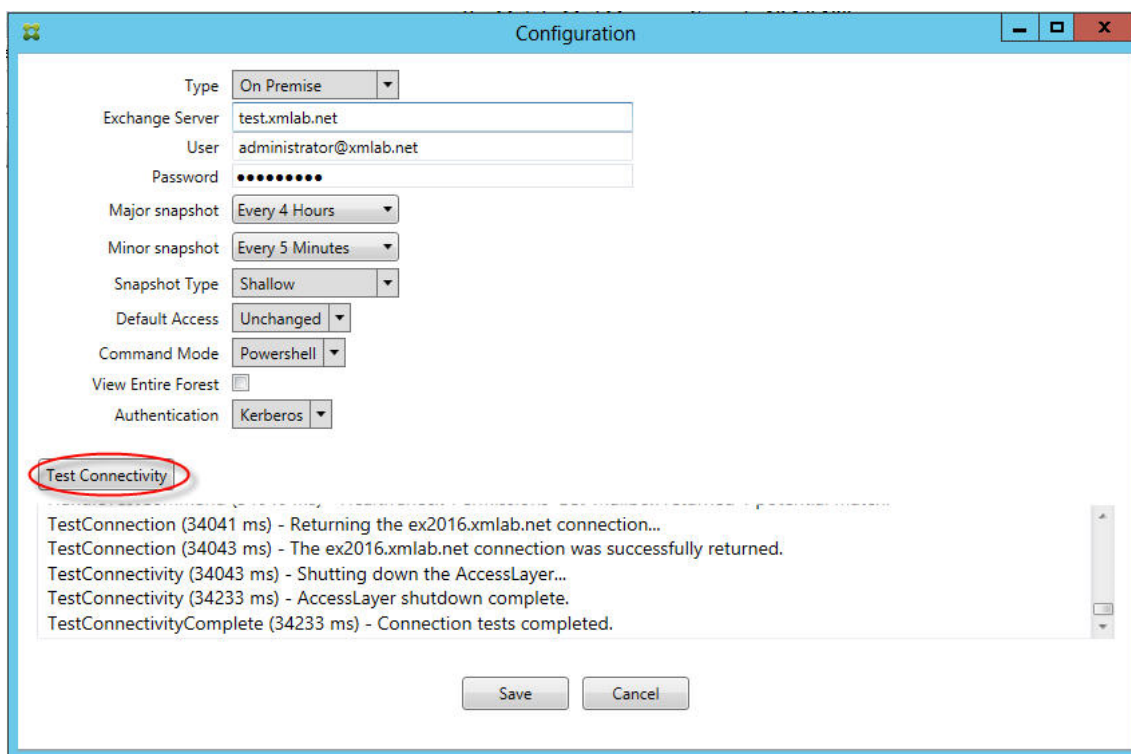 Configuration
Type On Premise
Exchange Server test.xmlab.net
User administrator@xmlab.net
Password •••••••••
Major snapshot Every 4 Hours
Minor snapshot Every 5 Minutes
Snapshot Type Shallow
Default Access Unchanged
Command Mode Powershell
View Entire Forest
Authentication Kerberos
Test Connectivity
TestConnection (34041 ms) - Returning the ex2016.xmlab.net connection...
TestConnection (34043 ms) - The ex2016.xmlab.net connection was successfully returned.
TestConnectivity (34043 ms) - Shutting down the AccessLayer...
TestConnectivity (34233 ms) - AccessLayer shutdown complete.
TestConnectivityComplete (34233 ms) - Connection tests completed.
Save Cancel